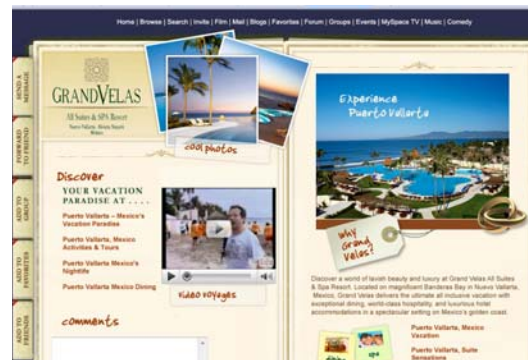 Home | Browse | Search | Invite | Film | Mail | Blogs | Favorites | Forum | Groups | Events | MySpace TV | Music | Comedy
SEND A
MESSAGE
FORWARD
TO FRIEND
ADD TO
GROUP
ADD TO
FAVORITES
ADD TO
FRIENDS
GRANDVELAS
All Suites & SPA Resort
Nuevo Vallarta
cool photos
Discover
YOUR VACATION
PARADISE AT . . . .
Puerto Vallarta – Mexico's
Vacation Paradise
Puerto Vallarta, Mexico
Activities & Tours
Puerto Vallarta Mexico's
Nightlife
Puerto Vallarta Mexico Dining
video voyages
comments
Experience
Puerto Vallarta
Why
Grand
Velas?
Discover a world of lavish beauty and luxury at Grand Velas All Suites
& Spa Resort. Located on magnificent Banderas Bay in Nuevo Vallarta,
Mexico, Grand Velas delivers the ultimate all inclusive vacation with
exceptional dining, world-class hospitality, and luxurious hotel
accommodations in a spectacular setting on Mexico's golden coast.
spa
Puerto Vallarta, Mexico
Vacation
Puerto Vallarta, Suite
Sensations